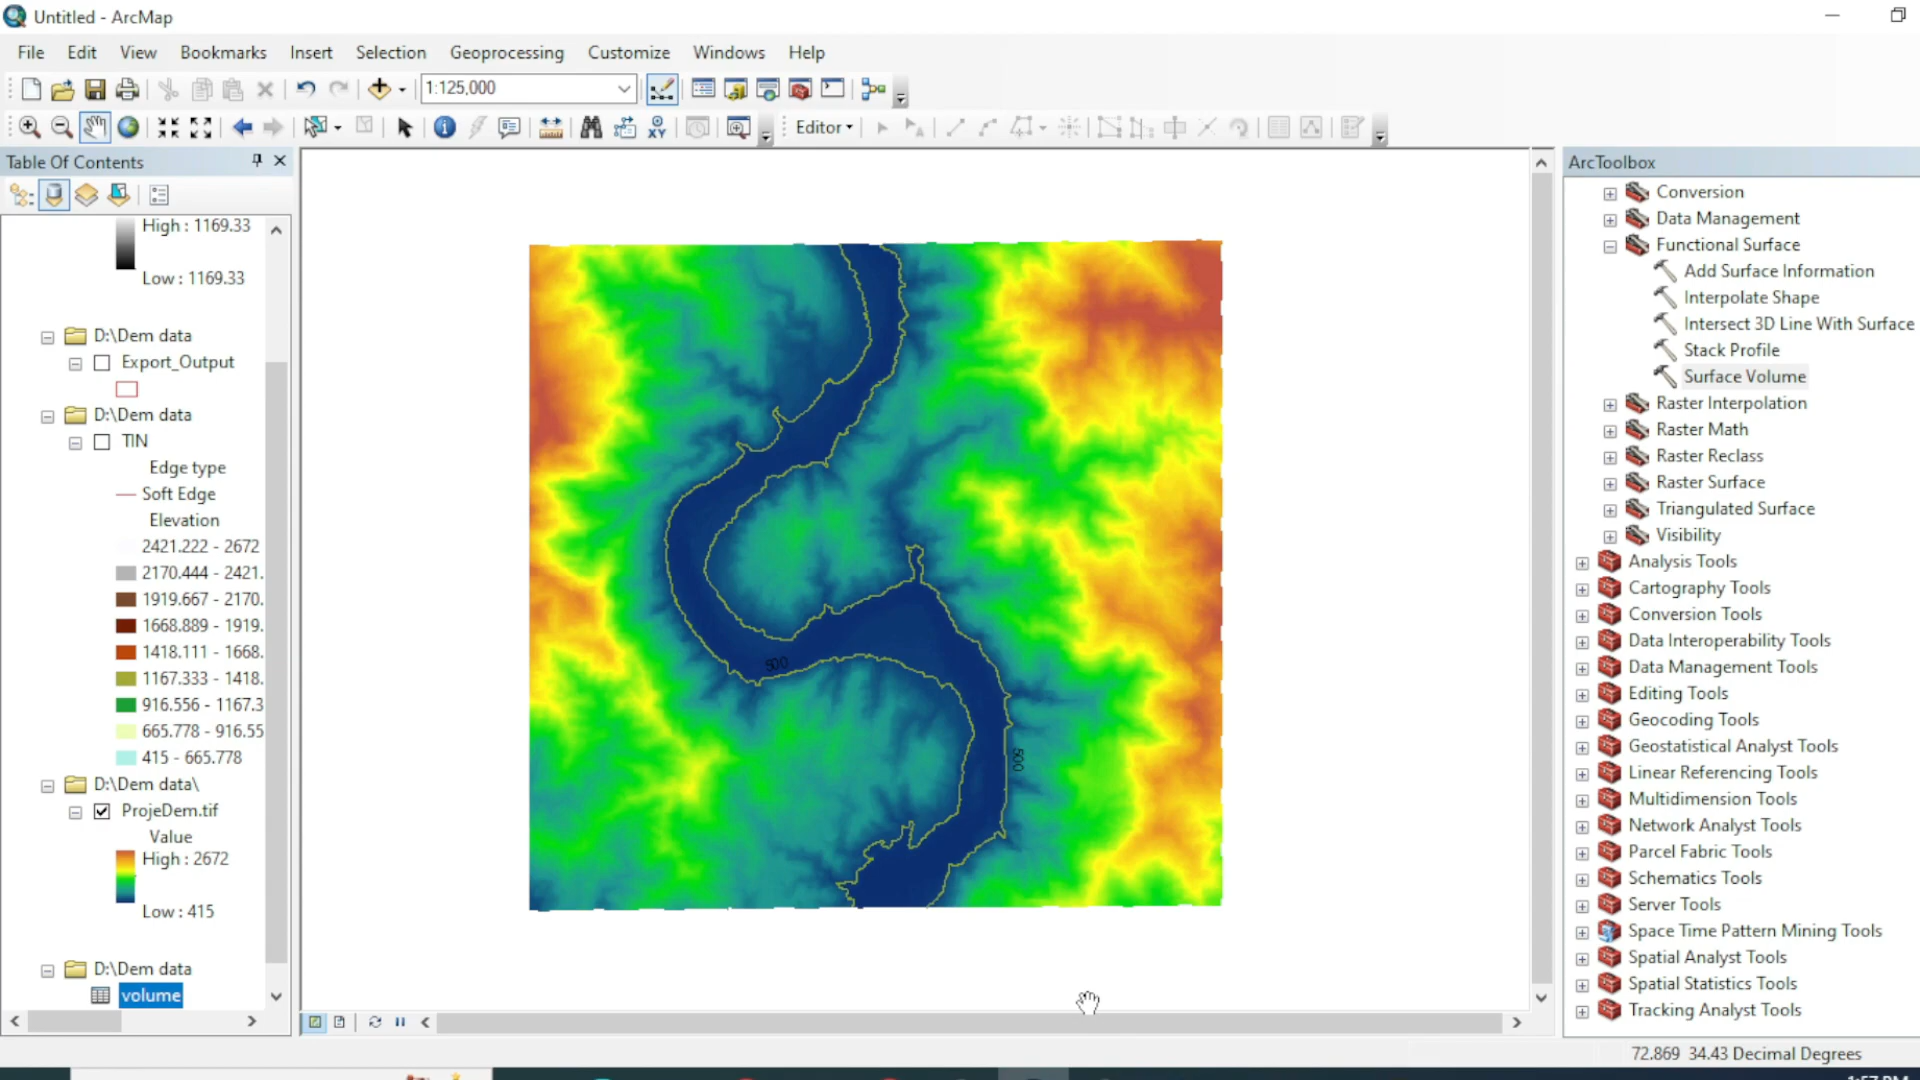 Untitled - ArcMap
File Edit View Bookmarks Insert Selection Geoprocessing Customize Windows Help
1:125,000
Editor
Table Of Contents
High : 1169.33
Low : 1169.33
D:\Dem data
Export_Output
D:\Dem data
TIN
Edge type
Soft Edge
Elevation
2421.222 - 2672
2170.444 - 2421.
1919.667 - 2170.
1668.889 - 1919.
1418.111 - 1668.
1167.333 - 1418.
916.556 - 1167.3
665.778 - 916.55
415 - 665.778
D:\Dem data\
ProjeDem.tif
Value
High : 2672
Low : 415
D:\Dem data
volume
500
500
ArcToolbox
Conversion
Data Management
Functional Surface
Add Surface Information
Interpolate Shape
Intersect 3D Line With Surface
Stack Profile
Surface Volume
Raster Interpolation
Raster Math
Raster Reclass
Raster Surface
Triangulated Surface
Visibility
Analysis Tools
Cartography Tools
Conversion Tools
Data Interoperability Tools
Data Management Tools
Editing Tools
Geocoding Tools
Geostatistical Analyst Tools
Linear Referencing Tools
Multidimension Tools
Network Analyst Tools
Parcel Fabric Tools
Schematics Tools
Server Tools
Space Time Pattern Mining Tools
Spatial Analyst Tools
Spatial Statistics Tools
Tracking Analyst Tools
72.869 34.43 Decimal Degrees